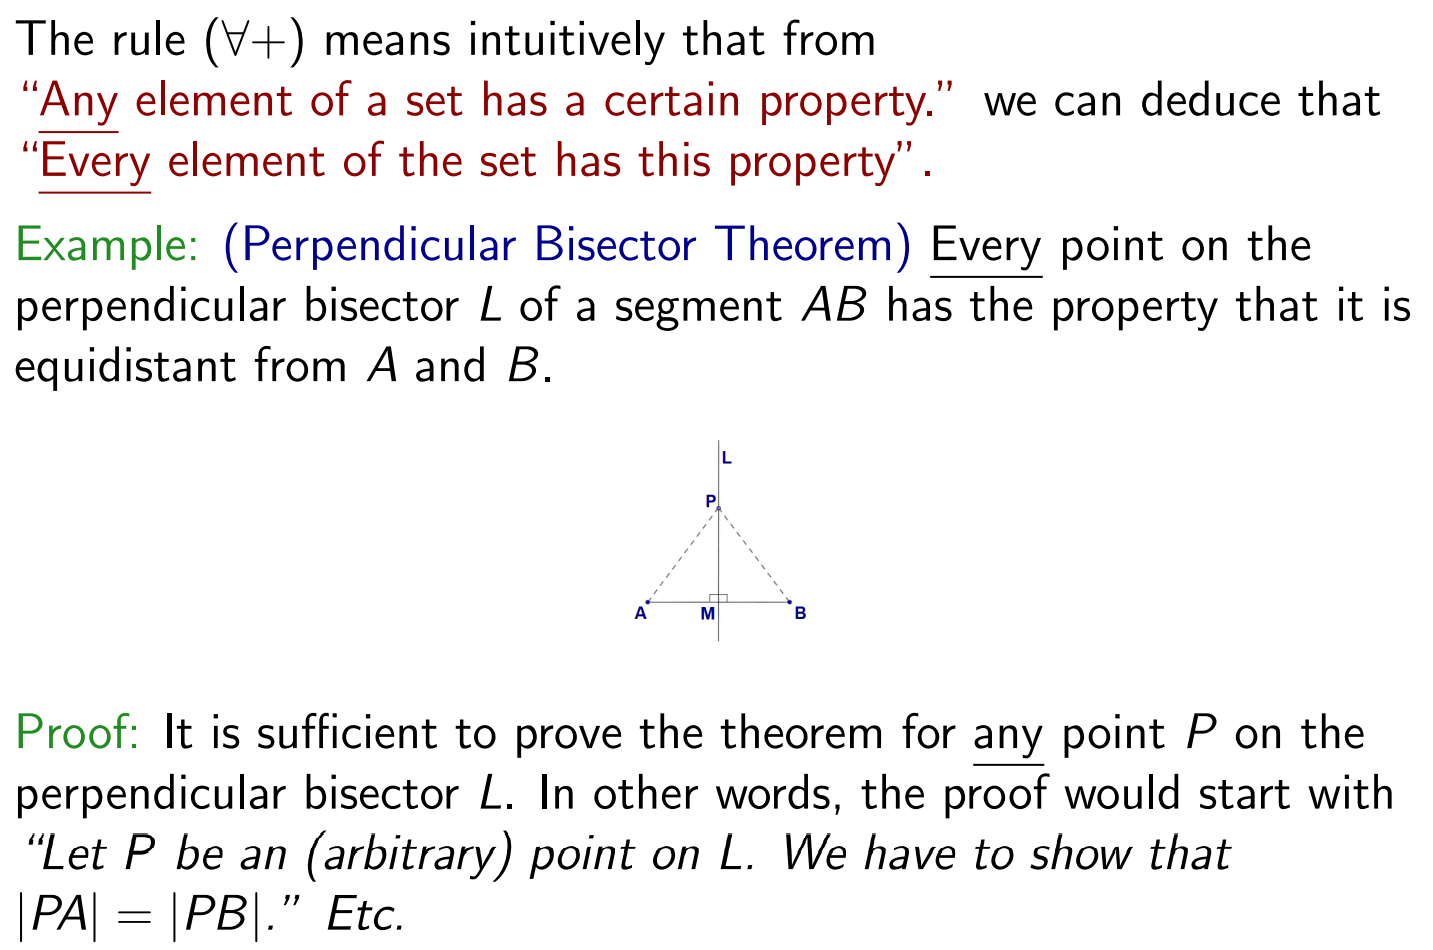 The rule (∀+) means intuitively that from
“Any element of a set has a certain property.” we can deduce that
“Every element of the set has this property”.
Example: (Perpendicular Bisector Theorem) Every point on the
perpendicular bisector L of a segment AB has the property that it is
equidistant from A and B.
L
P
A M B
Proof: It is sufficient to prove the theorem for any point P on the
perpendicular bisector L. In other words, the proof would start with
“Let P be an (arbitrary) point on L. We have to show that
|PA| = |PB|.” Etc.